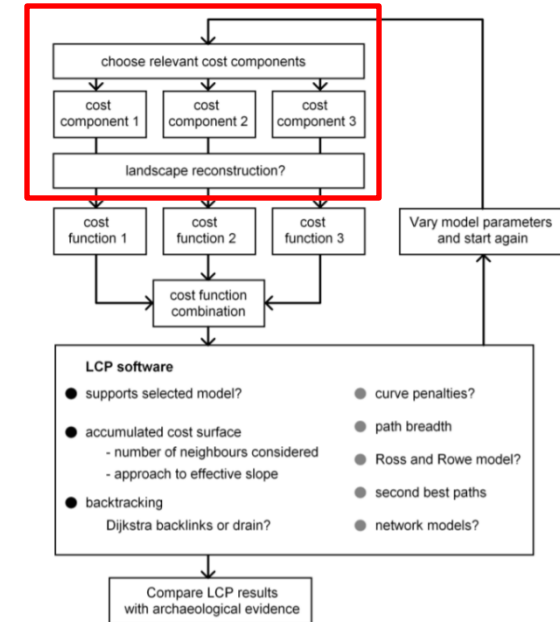 choose relevant cost components
cost
component 1
cost
component 2
cost
component 3
landscape reconstruction?
cost
function 1
cost
function 2
cost
function 3
Vary model parameters
and start again
cost function
combination
LCP software
supports selected model?
accumulated cost surface
- number of neighbours considered
- approach to effective slope
backtracking
Dijkstra backlinks or drain?
curve penalties?
path breadth
Ross and Rowe model?
second best paths
network models?
Compare LCP results
with archaeological evidence